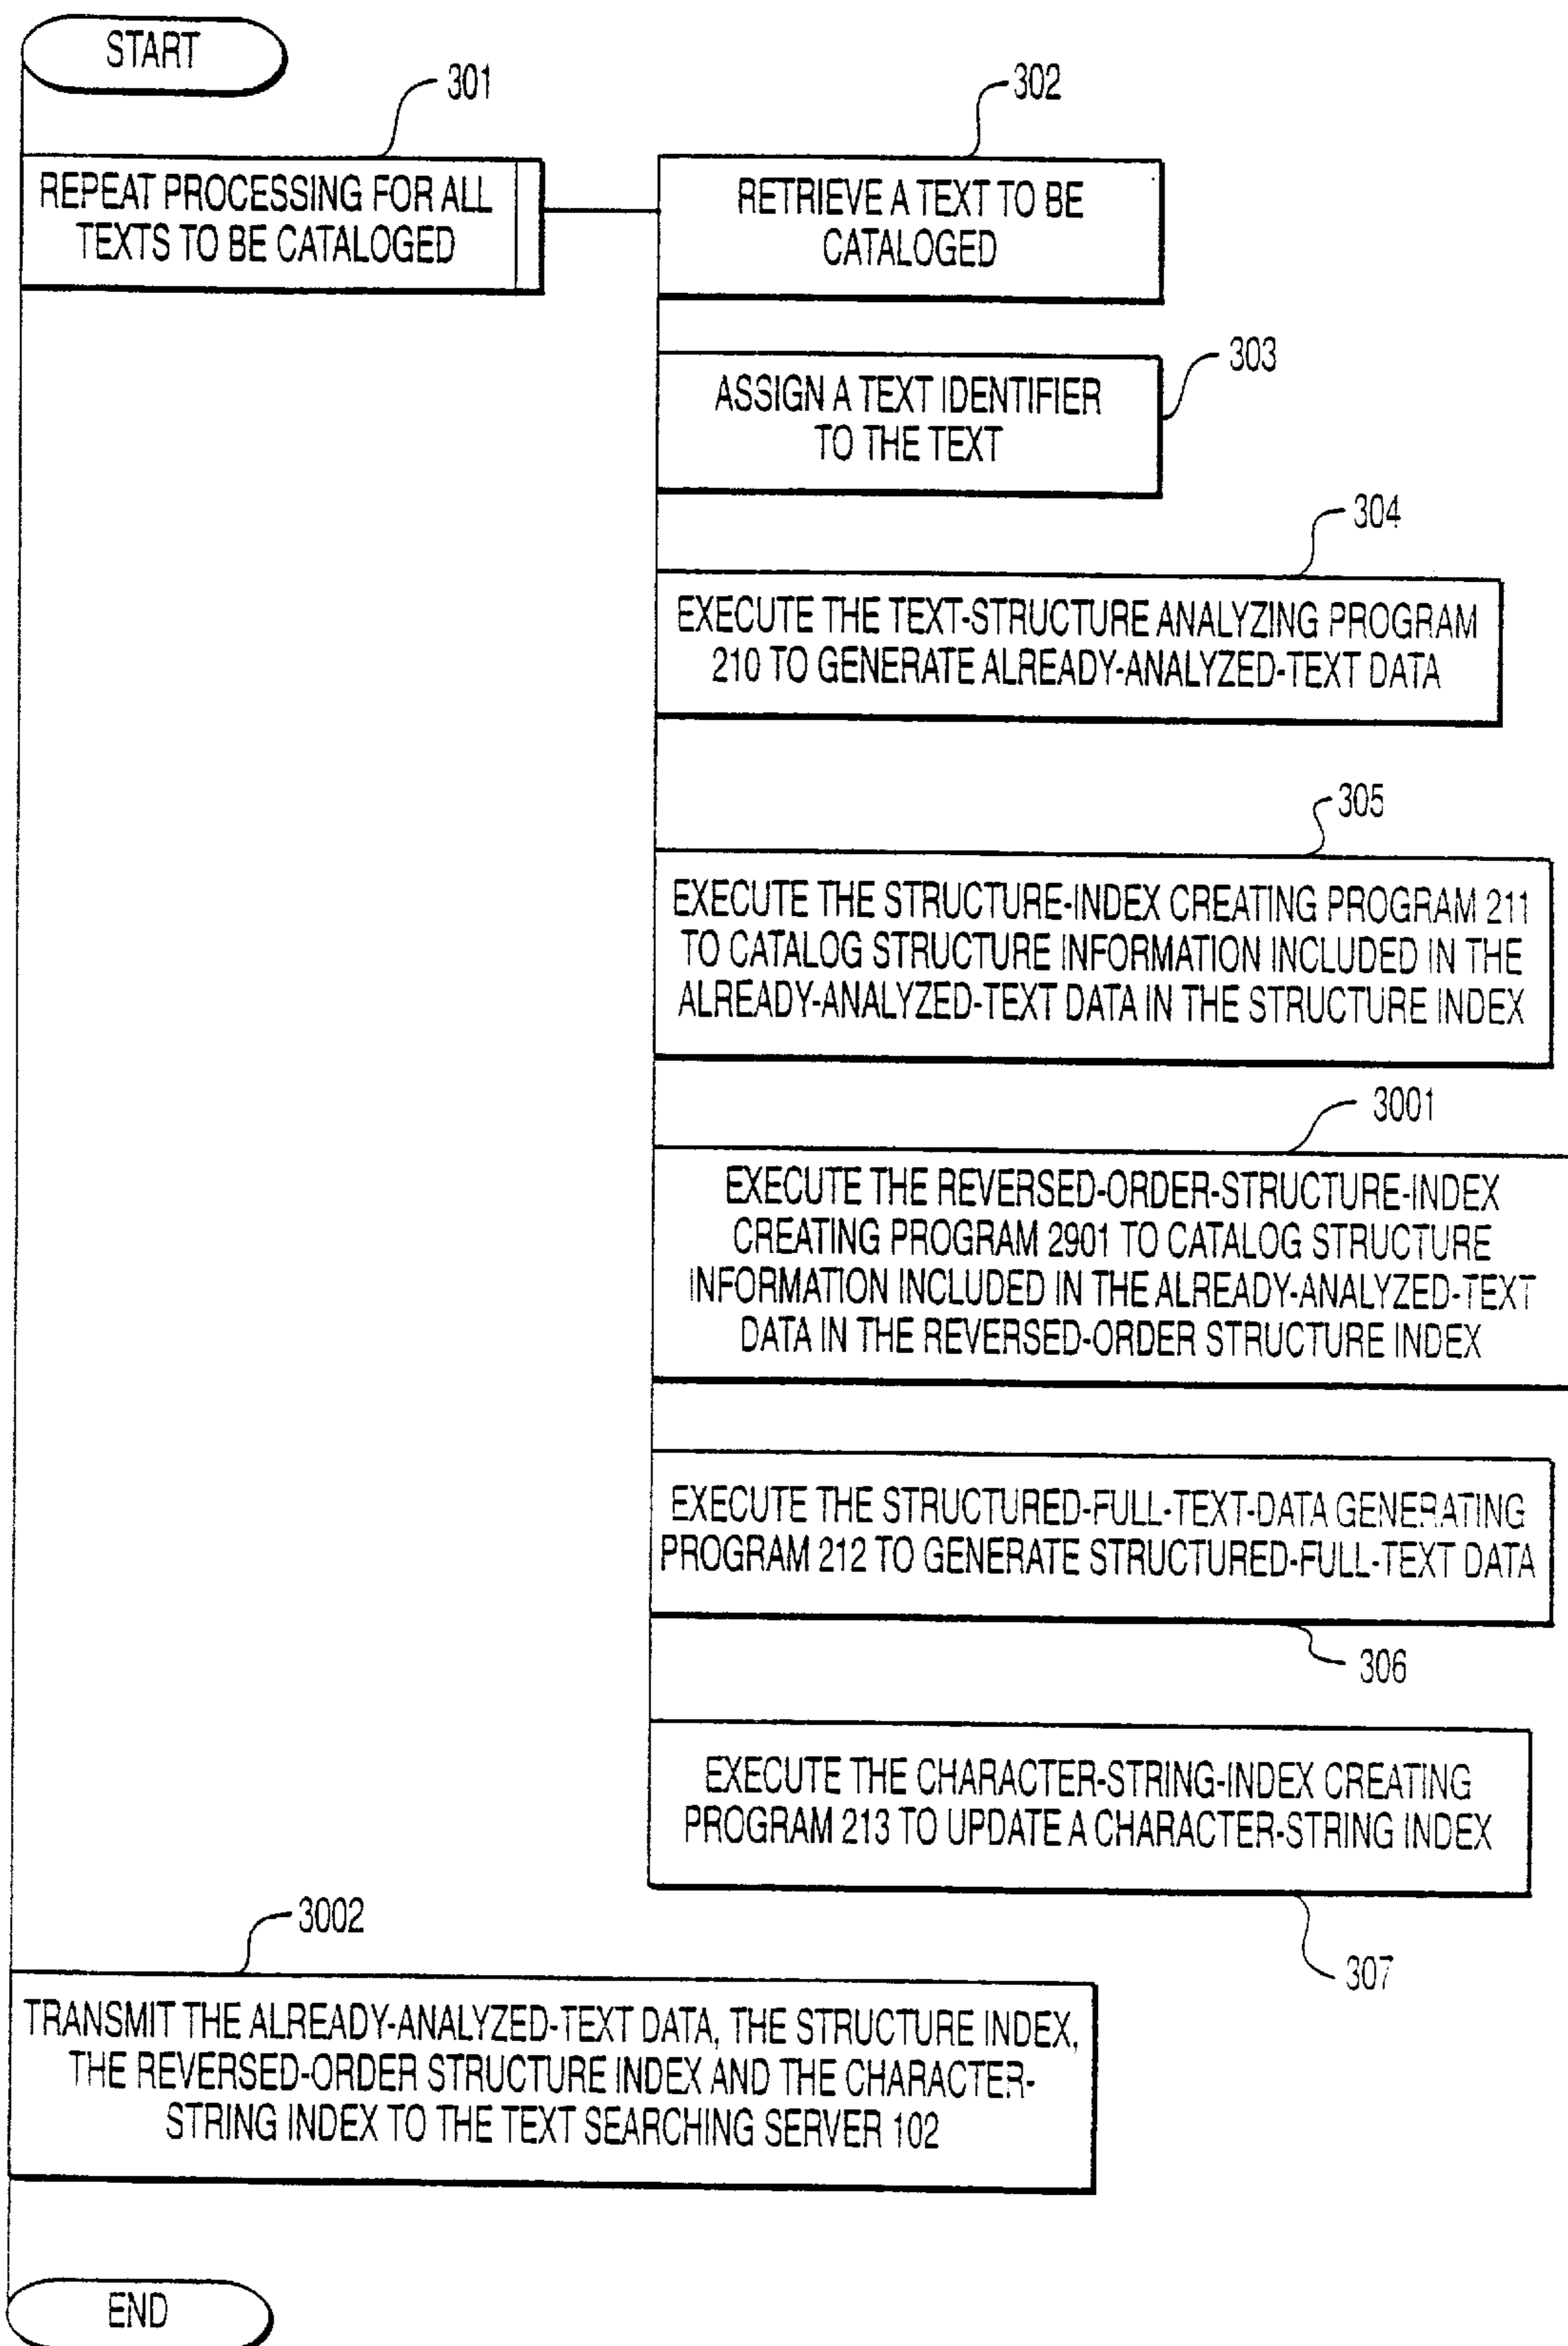 START
301
REPEAT PROCESSING FOR ALL
TEXTS TO BE CATALOGED
302
RETRIEVE A TEXT TO BE
CATALOGED
303
ASSIGN A TEXT IDENTIFIER
TO THE TEXT
304
EXECUTE THE TEXT-STRUCTURE ANALYZING PROGRAM
210 TO GENERATE ALREADY-ANALYZED-TEXT DATA
305
EXECUTE THE STRUCTURE-INDEX CREATING PROGRAM 211
TO CATALOG STRUCTURE INFORMATION INCLUDED IN THE
ALREADY-ANALYZED-TEXT DATA IN THE STRUCTURE INDEX
3001
EXECUTE THE REVERSED-ORDER-STRUCTURE-INDEX
CREATING PROGRAM 2901 TO CATALOG STRUCTURE
INFORMATION INCLUDED IN THE ALREADY-ANALYZED-TEXT
DATA IN THE REVERSED-ORDER STRUCTURE INDEX
EXECUTE THE STRUCTURED-FULL-TEXT-DATA GENERATING
PROGRAM 212 TO GENERATE STRUCTURED-FULL-TEXT DATA
306
EXECUTE THE CHARACTER-STRING-INDEX CREATING
PROGRAM 213 TO UPDATE A CHARACTER-STRING INDEX
307
3002
TRANSMIT THE ALREADY-ANALYZED-TEXT DATA, THE STRUCTURE INDEX,
THE REVERSED-ORDER STRUCTURE INDEX AND THE CHARACTER-
STRING INDEX TO THE TEXT SEARCHING SERVER 102
END